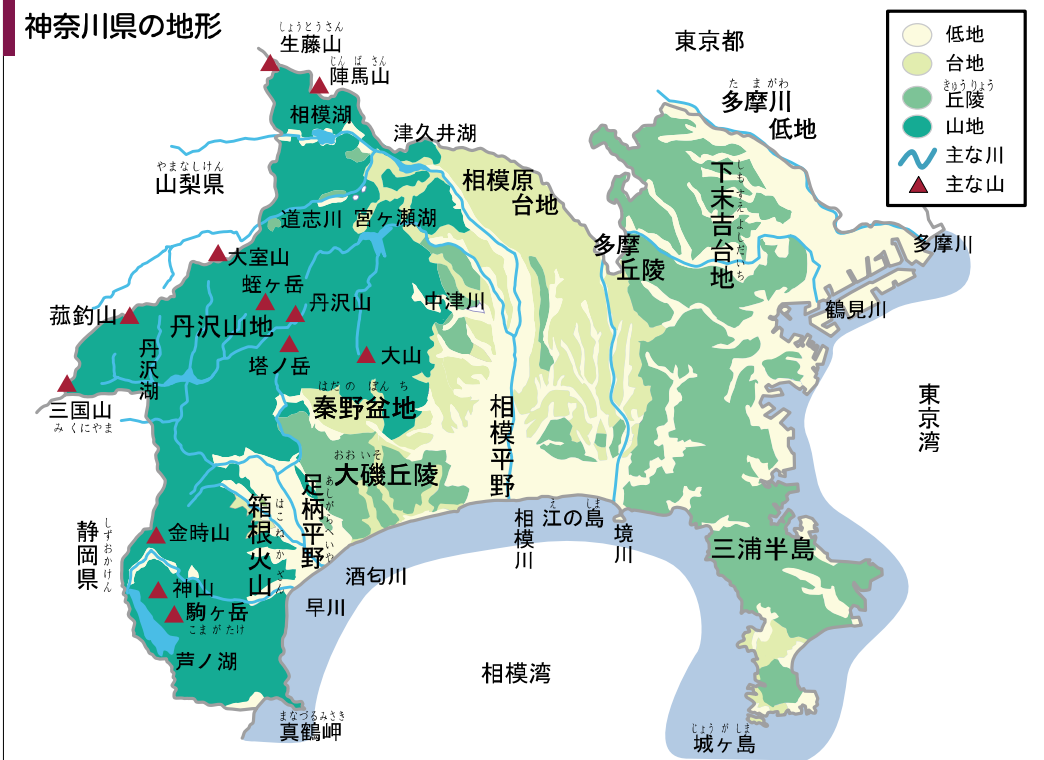 神奈川県の地形
しょうとうさん
生藤山
じんばさん
陣馬山
相模湖
津久井湖
東京都
たまがわ
多摩川
低地
低地
台地
きゅうりょう
丘陵
山地
主な川
主な山
やまなしけん
山梨県
相模原
台地
しもすえよしだいち
下末吉台地
道志川
宮ヶ瀬湖
多摩
丘陵
多摩川
大室山
蛭ヶ岳
丹沢山
中津川
鶴見川
菰釣山
丹沢山地
丹沢湖
塔ノ岳
大山
三国山
みくにやま
はだのぼんち
秦野盆地
相模平野
東京湾
おおいそ
大磯丘陵
あしがらへいや
足柄平野
はこねかざん
箱根火山
えのしま
江の島
相模川
境川
しずおかけん
静岡県
金時山
三浦半島
神山
駒ヶ岳
こまがたけ
酒匂川
早川
芦ノ湖
相模湾
まなづるみさき
真鶴岬
じょうがしま
城ヶ島